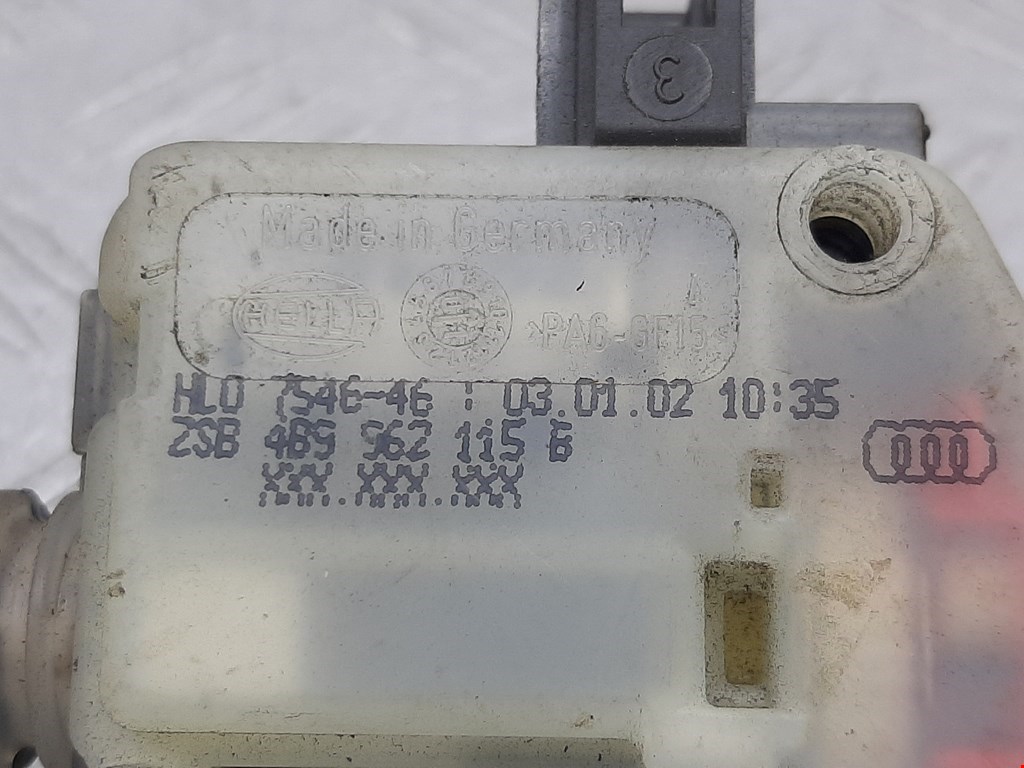 3
Made in Germany
HELLA
A
>PA6-GF15<
HLO 7546-46 : 03.01.02 10:35
ZSB 4B9 962 115 B
XXX.XXX.XXX